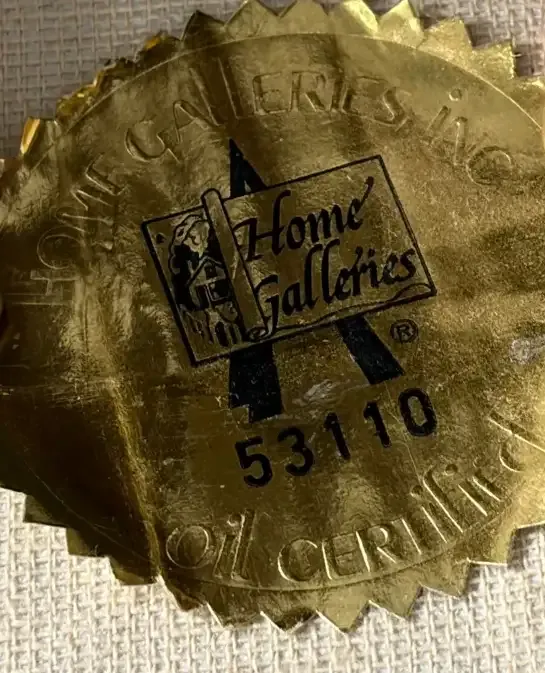 HOME GALLERIES, INC
Home
Galleries
®
53110
Oil CERTIFIED